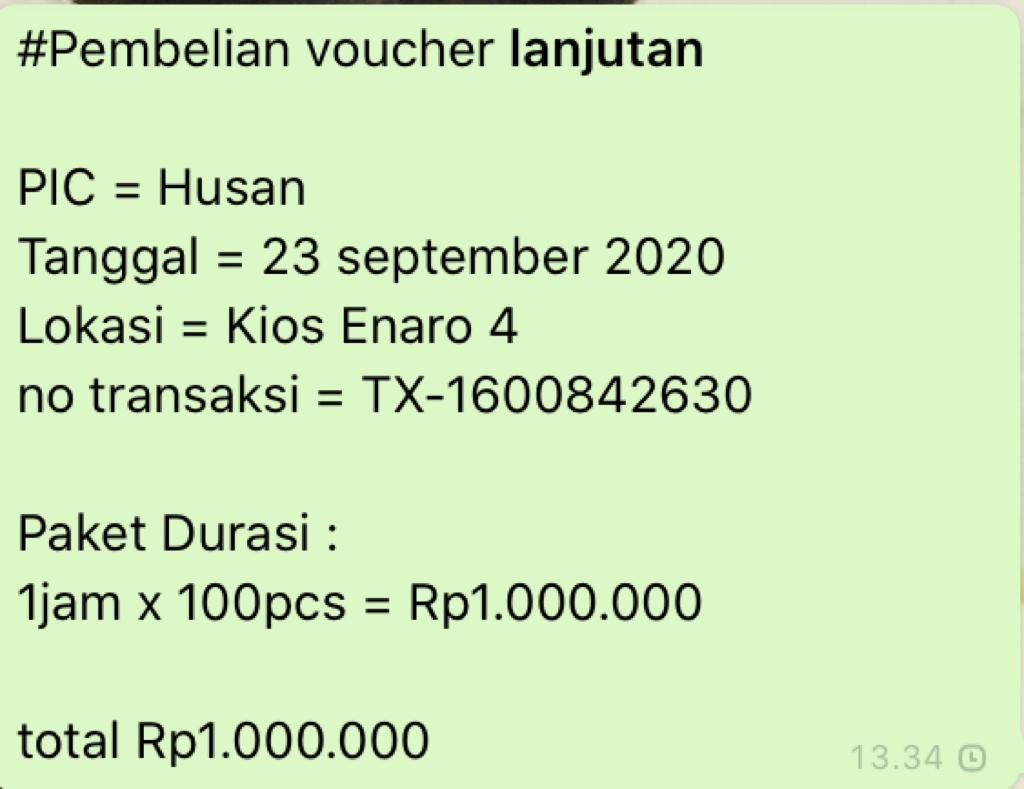 #Pembelian voucher lanjutan
PIC = Husan
Tanggal = 23 september 2020
Lokasi = Kios Enaro 4
no transaksi = TX-1600842630
Paket Durasi :
1jam x 100pcs = Rp1.000.000
total Rp1.000.000
13.34